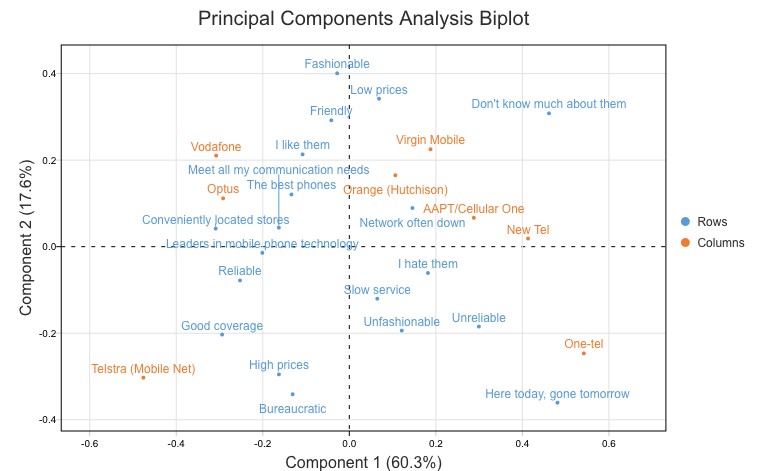 Principal Components Analysis Biplot
Component 2 (17.6%)
0.4
0.2
0.0
-0.2
-0.4
Fashionable
Low prices
Don't know much about them
Friendly
Virgin Mobile
Vodafone
I like them
Meet all my communication needs
Optus
The best phones
Orange (Hutchison)
Conveniently located stores
AAPT/Cellular One
Network often down
New Tel
Leaders in mobile phone technology
Reliable
I hate them
Slow service
Good coverage
Unfashionable
Unreliable
One-tel
Telstra (Mobile Net)
High prices
Here today, gone tomorrow
Bureaucratic
-0.6
-0.4
-0.2
0.0
0.2
0.4
0.6
Component 1 (60.3%)
Rows
Columns